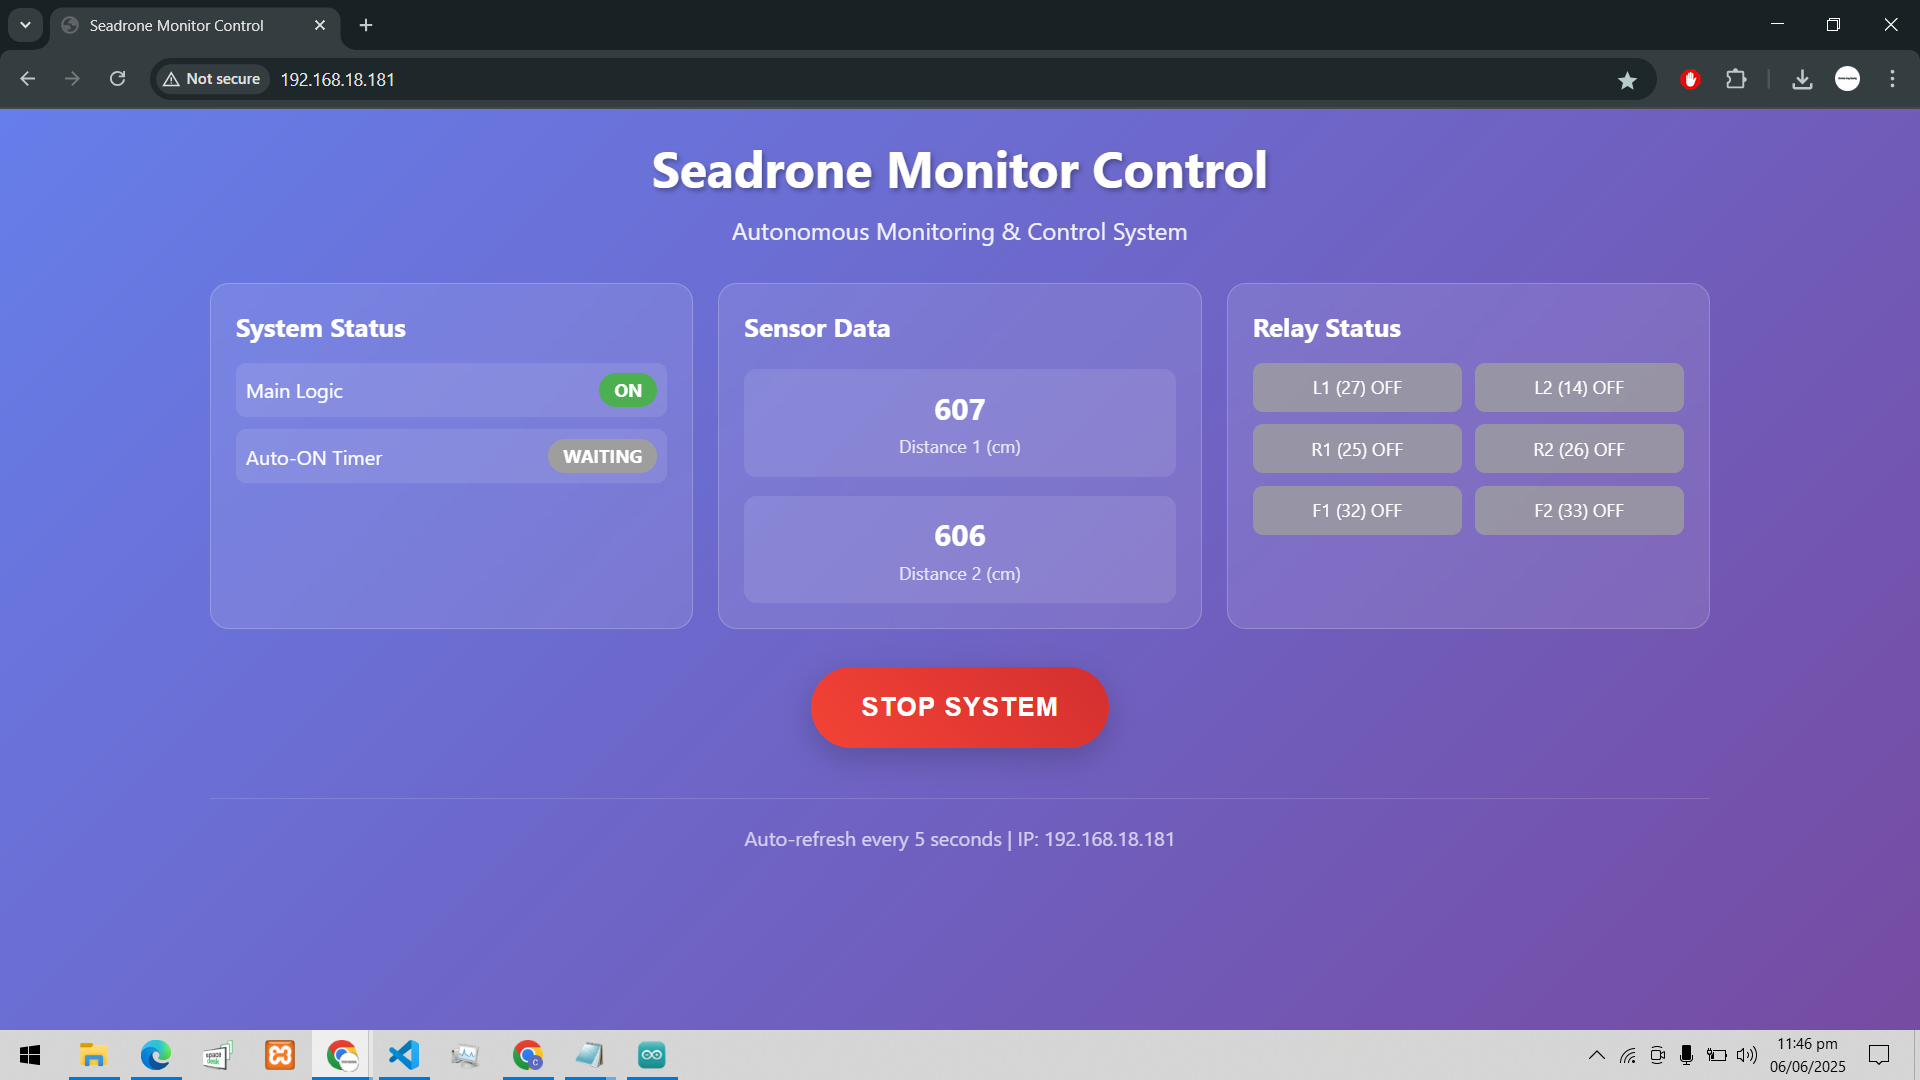 Seadrone Monitor Control
Not secure
192.168.18.181
Seadrone Monitor Control
Autonomous Monitoring & Control System
System Status
Main Logic
ON
Auto-ON Timer
WAITING
Sensor Data
607
Distance 1 (cm)
606
Distance 2 (cm)
Relay Status
L1 (27) OFF
L2 (14) OFF
R1 (25) OFF
R2 (26) OFF
F1 (32) OFF
F2 (33) OFF
STOP SYSTEM
Auto-refresh every 5 seconds | IP: 192.168.18.181
space
desk
C
11:46 pm
06/06/2025